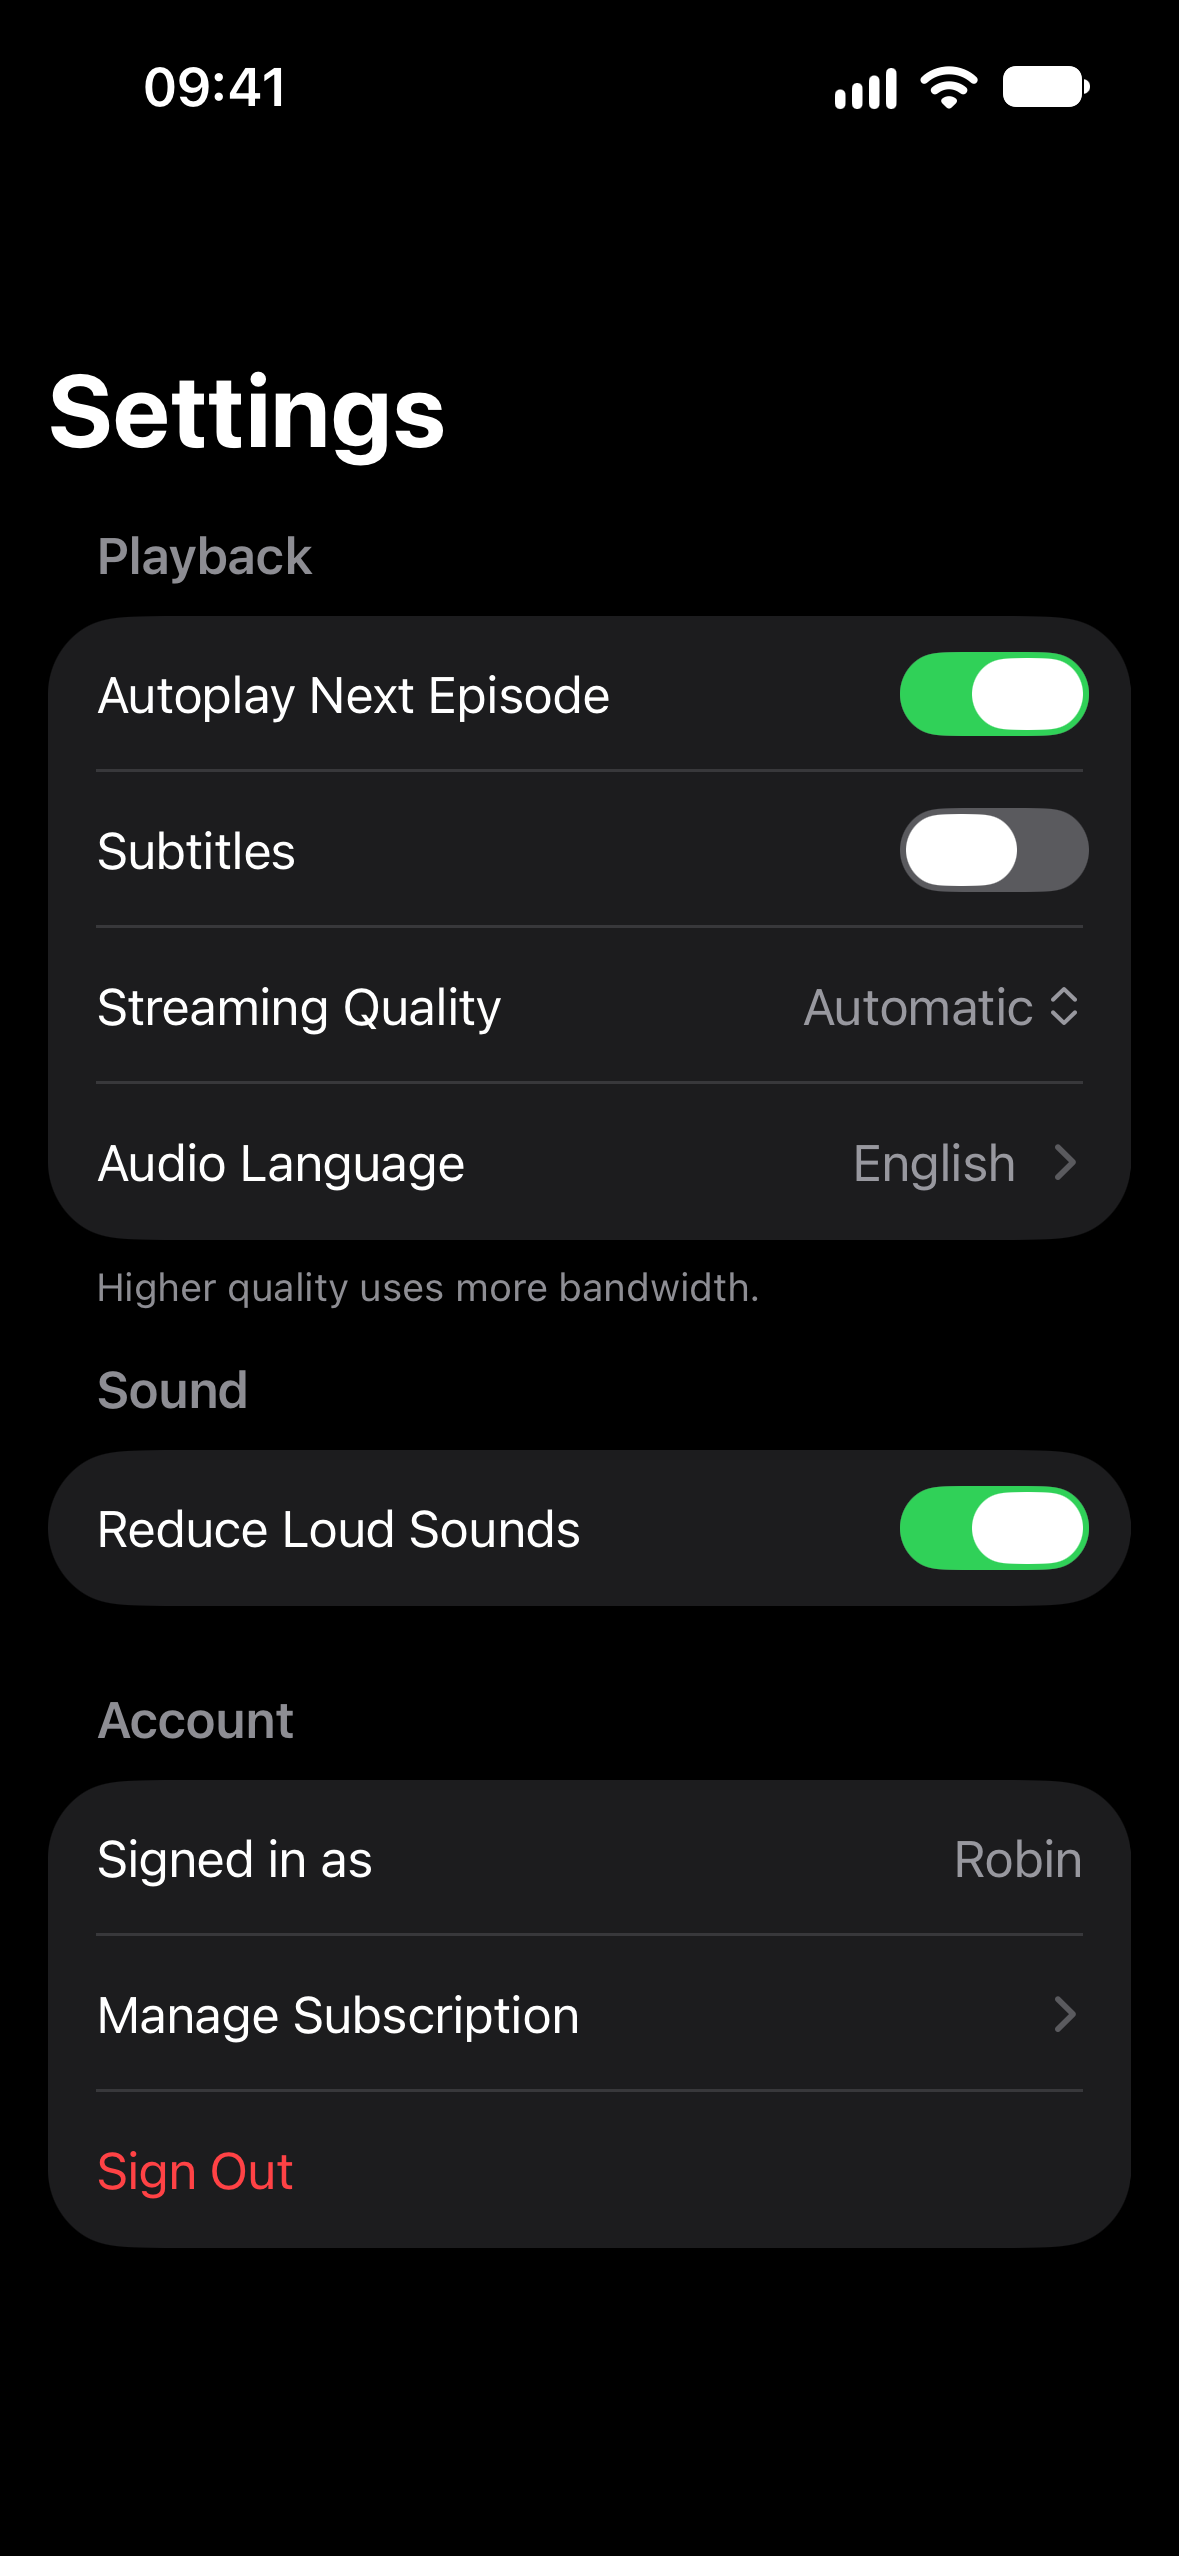 09:41
Settings
Playback
Autoplay Next Episode
Subtitles
Streaming Quality Automatic
Audio Language English
Higher quality uses more bandwidth.
Sound
Reduce Loud Sounds
Account
Signed in as Robin
Manage Subscription
Sign Out